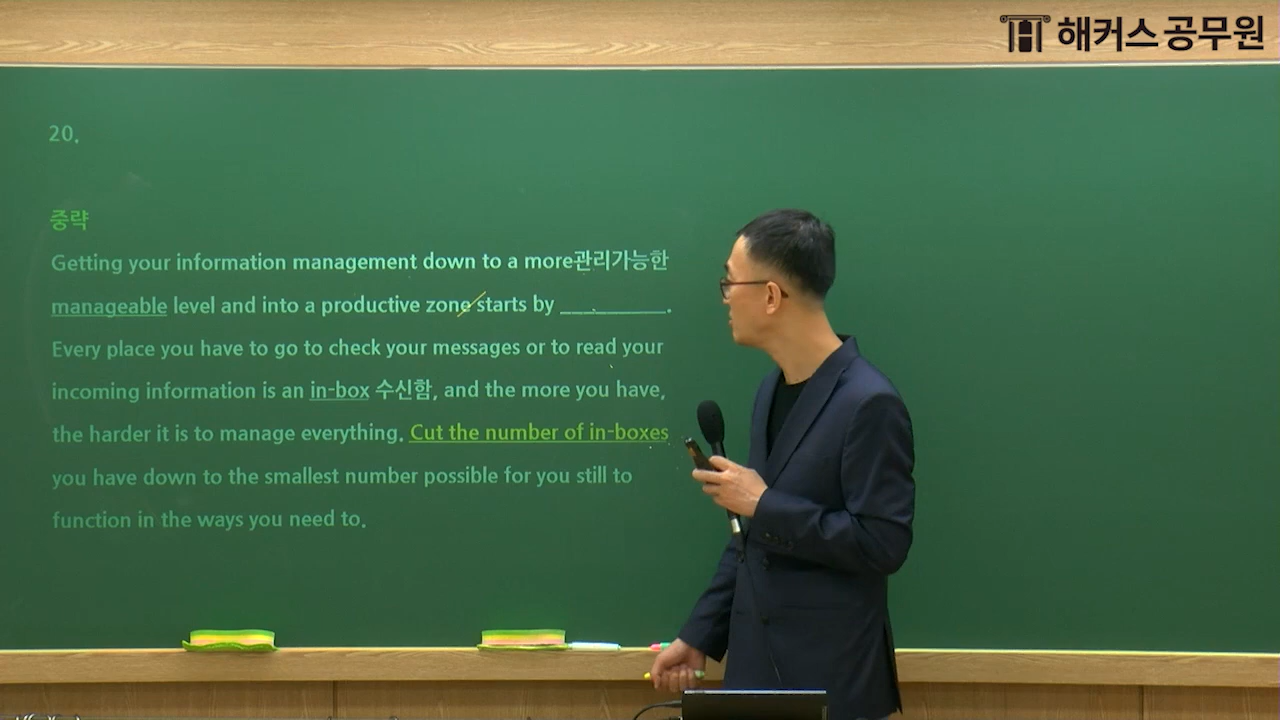 해커스공무원
20.
중략
Getting your information management down to a more관리가능한
manageable level and into a productive zone starts by __________.
Every place you have to go to check your messages or to read your
incoming information is an in-box 수신함, and the more you have,
the harder it is to manage everything. Cut the number of in-boxes
you have down to the smallest number possible for you still to
function in the ways you need to.